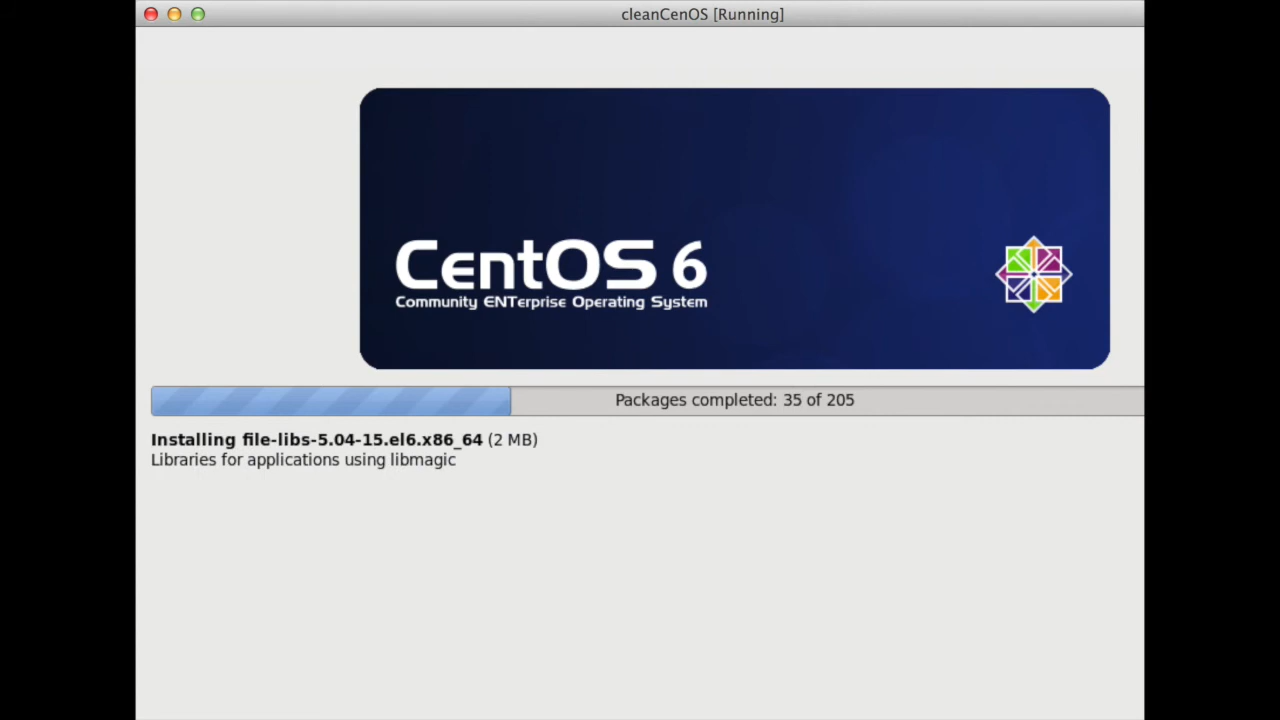 cleanCenOS [Running]
CentOS 6
Community ENTerprise Operating System
Packages completed: 35 of 205
Installing file-libs-5.04-15.el6.x86_64 (2 MB)
Libraries for applications using libmagic